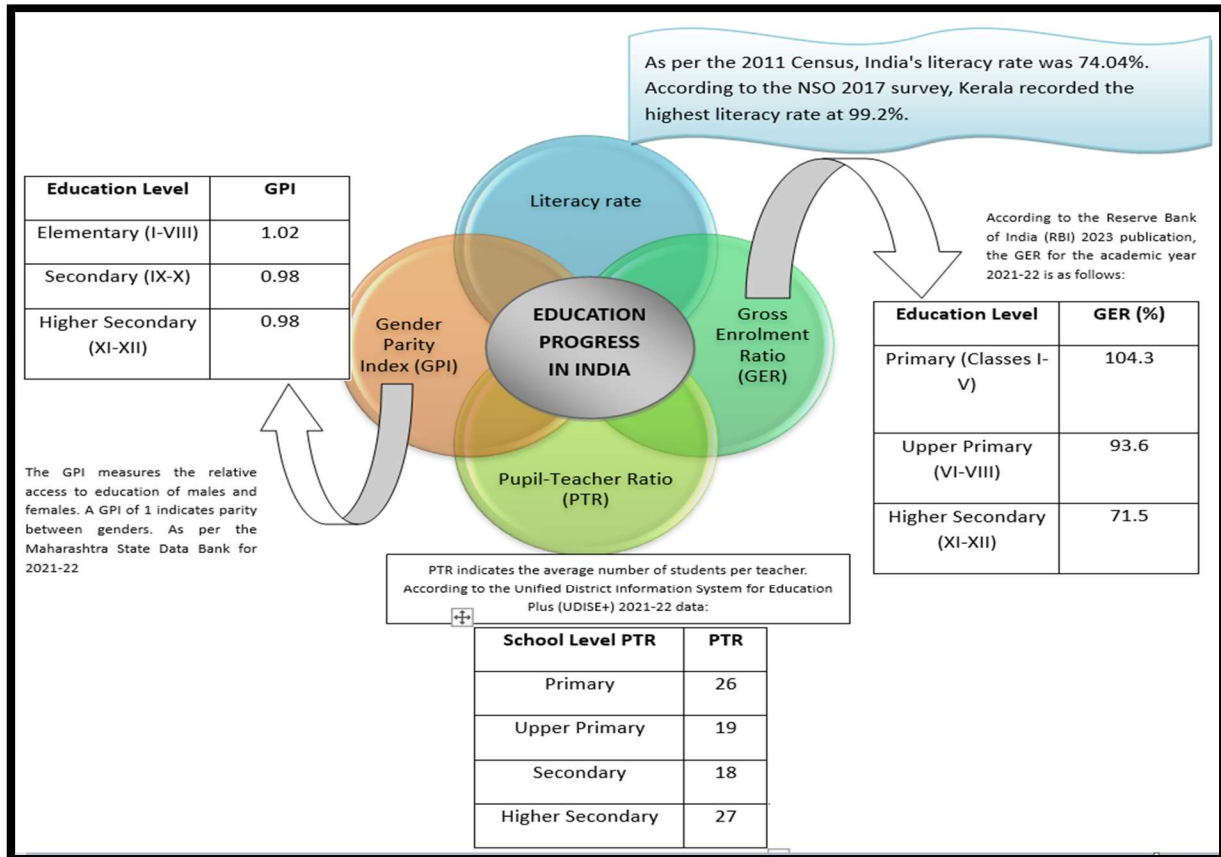 As per the 2011 Census, India's literacy rate was 74.04%.
According to the NSO 2017 survey, Kerala recorded the
highest literacy rate at 99.2%.
Education Level GPI
Elementary (I-VIII) 1.02
Secondary (IX-X) 0.98
Higher Secondary 0.98
(XI-XII)
Literacy rate
Gender
Parity
Index (GPI)
EDUCATION
PROGRESS
IN INDIA
Gross
Enrolment
Ratio
(GER)
Pupil-Teacher Ratio
(PTR)
According to the Reserve Bank
of India (RBI) 2023 publication,
the GER for the academic year
2021-22 is as follows:
Education Level GER (%)
Primary (Classes I- 104.3
V)
Upper Primary 93.6
(VI-VIII)
Higher Secondary 71.5
(XI-XII)
The GPI measures the relative
access to education of males and
females. A GPI of 1 indicates parity
between genders. As per the
Maharashtra State Data Bank for
2021-22
PTR indicates the average number of students per teacher.
According to the Unified District Information System for Education
Plus (UDISE+) 2021-22 data:
School Level PTR PTR
Primary 26
Upper Primary 19
Secondary 18
Higher Secondary 27